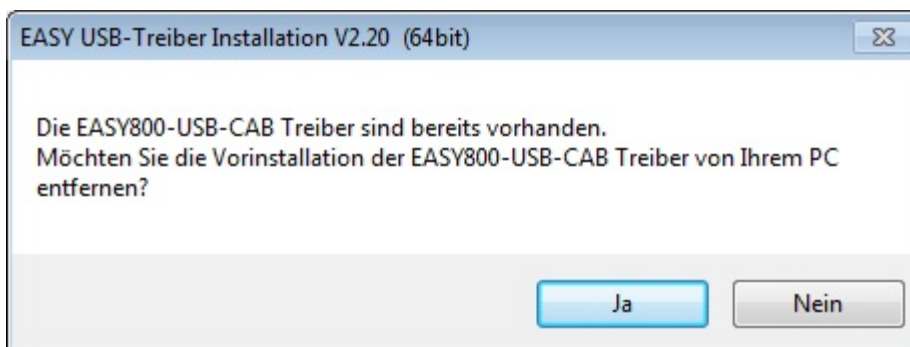 EASY USB-Treiber Installation V2.20 (64bit)
Die EASY800-USB-CAB Treiber sind bereits vorhanden.
Möchten Sie die Vorinstallation der EASY800-USB-CAB Treiber von Ihrem PC
entfernen?
Ja
Nein